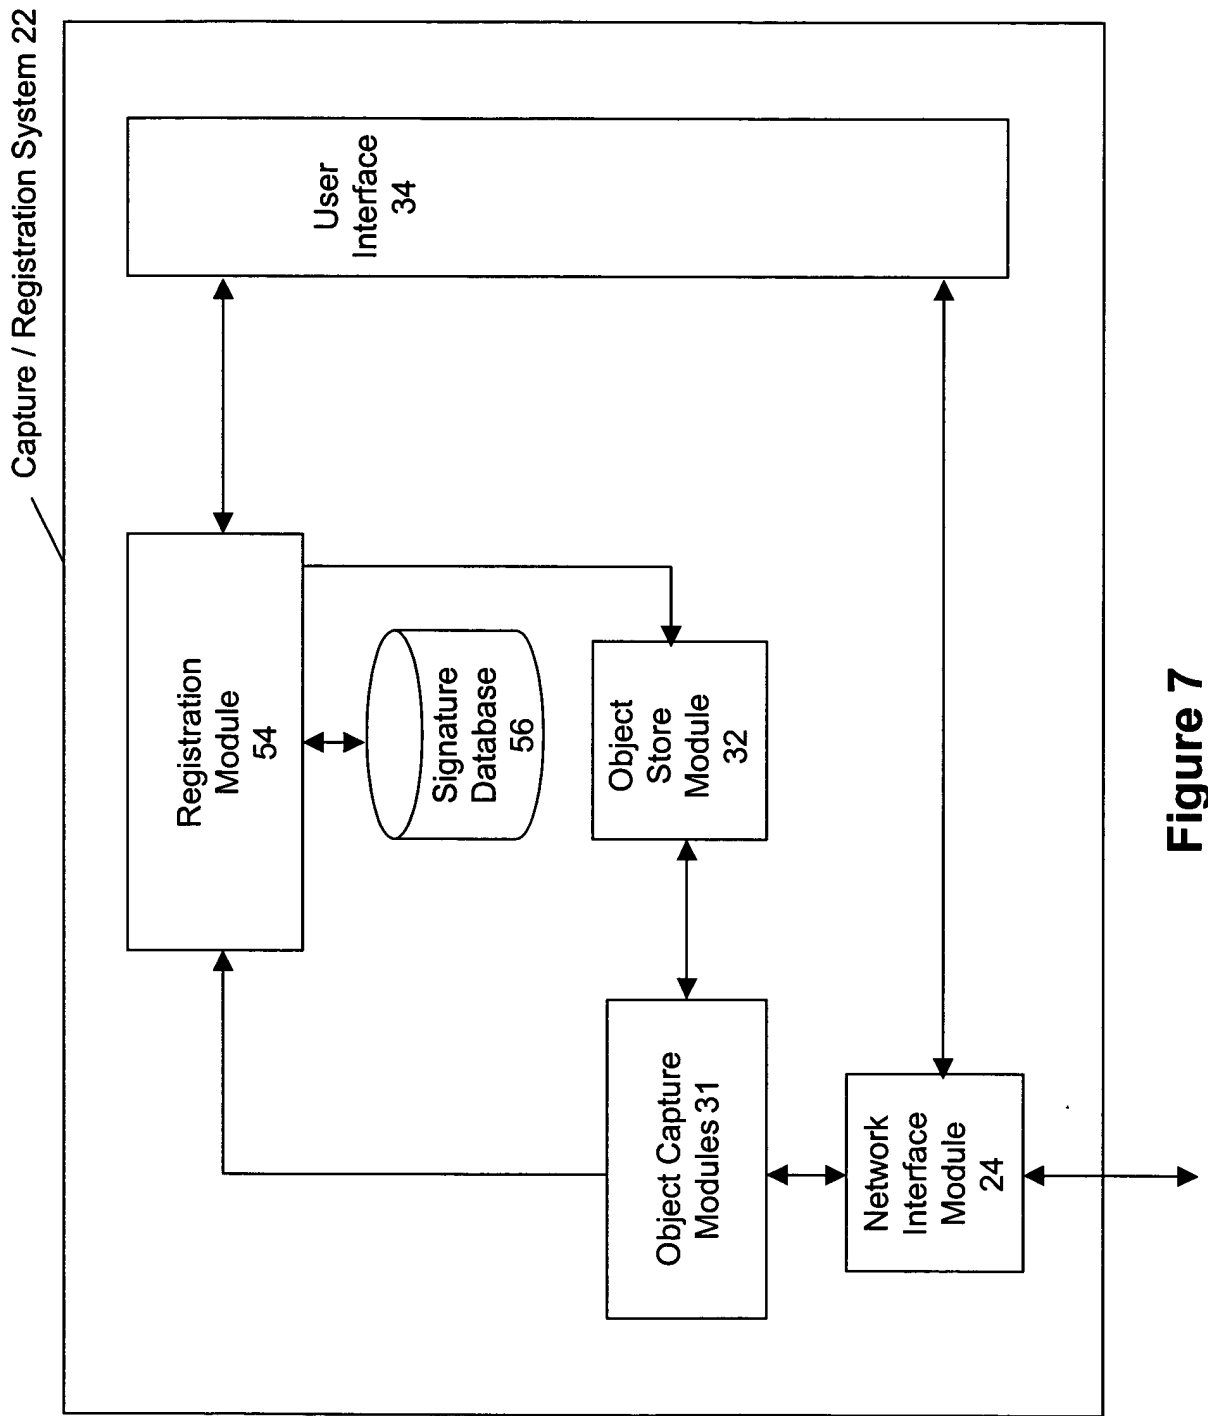 Capture / Registration System 22
Registration
Module
54
User
Interface
34
Signature
Database
56
Object
Store
Module
32
Object Capture
Modules 31
Network
Interface
Module
24
Figure 7